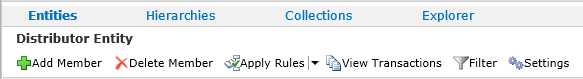 Entities Hierarchies Collections Explorer
Distributor Entity
Add Member Delete Member Apply Rules View Transactions Filter Settings